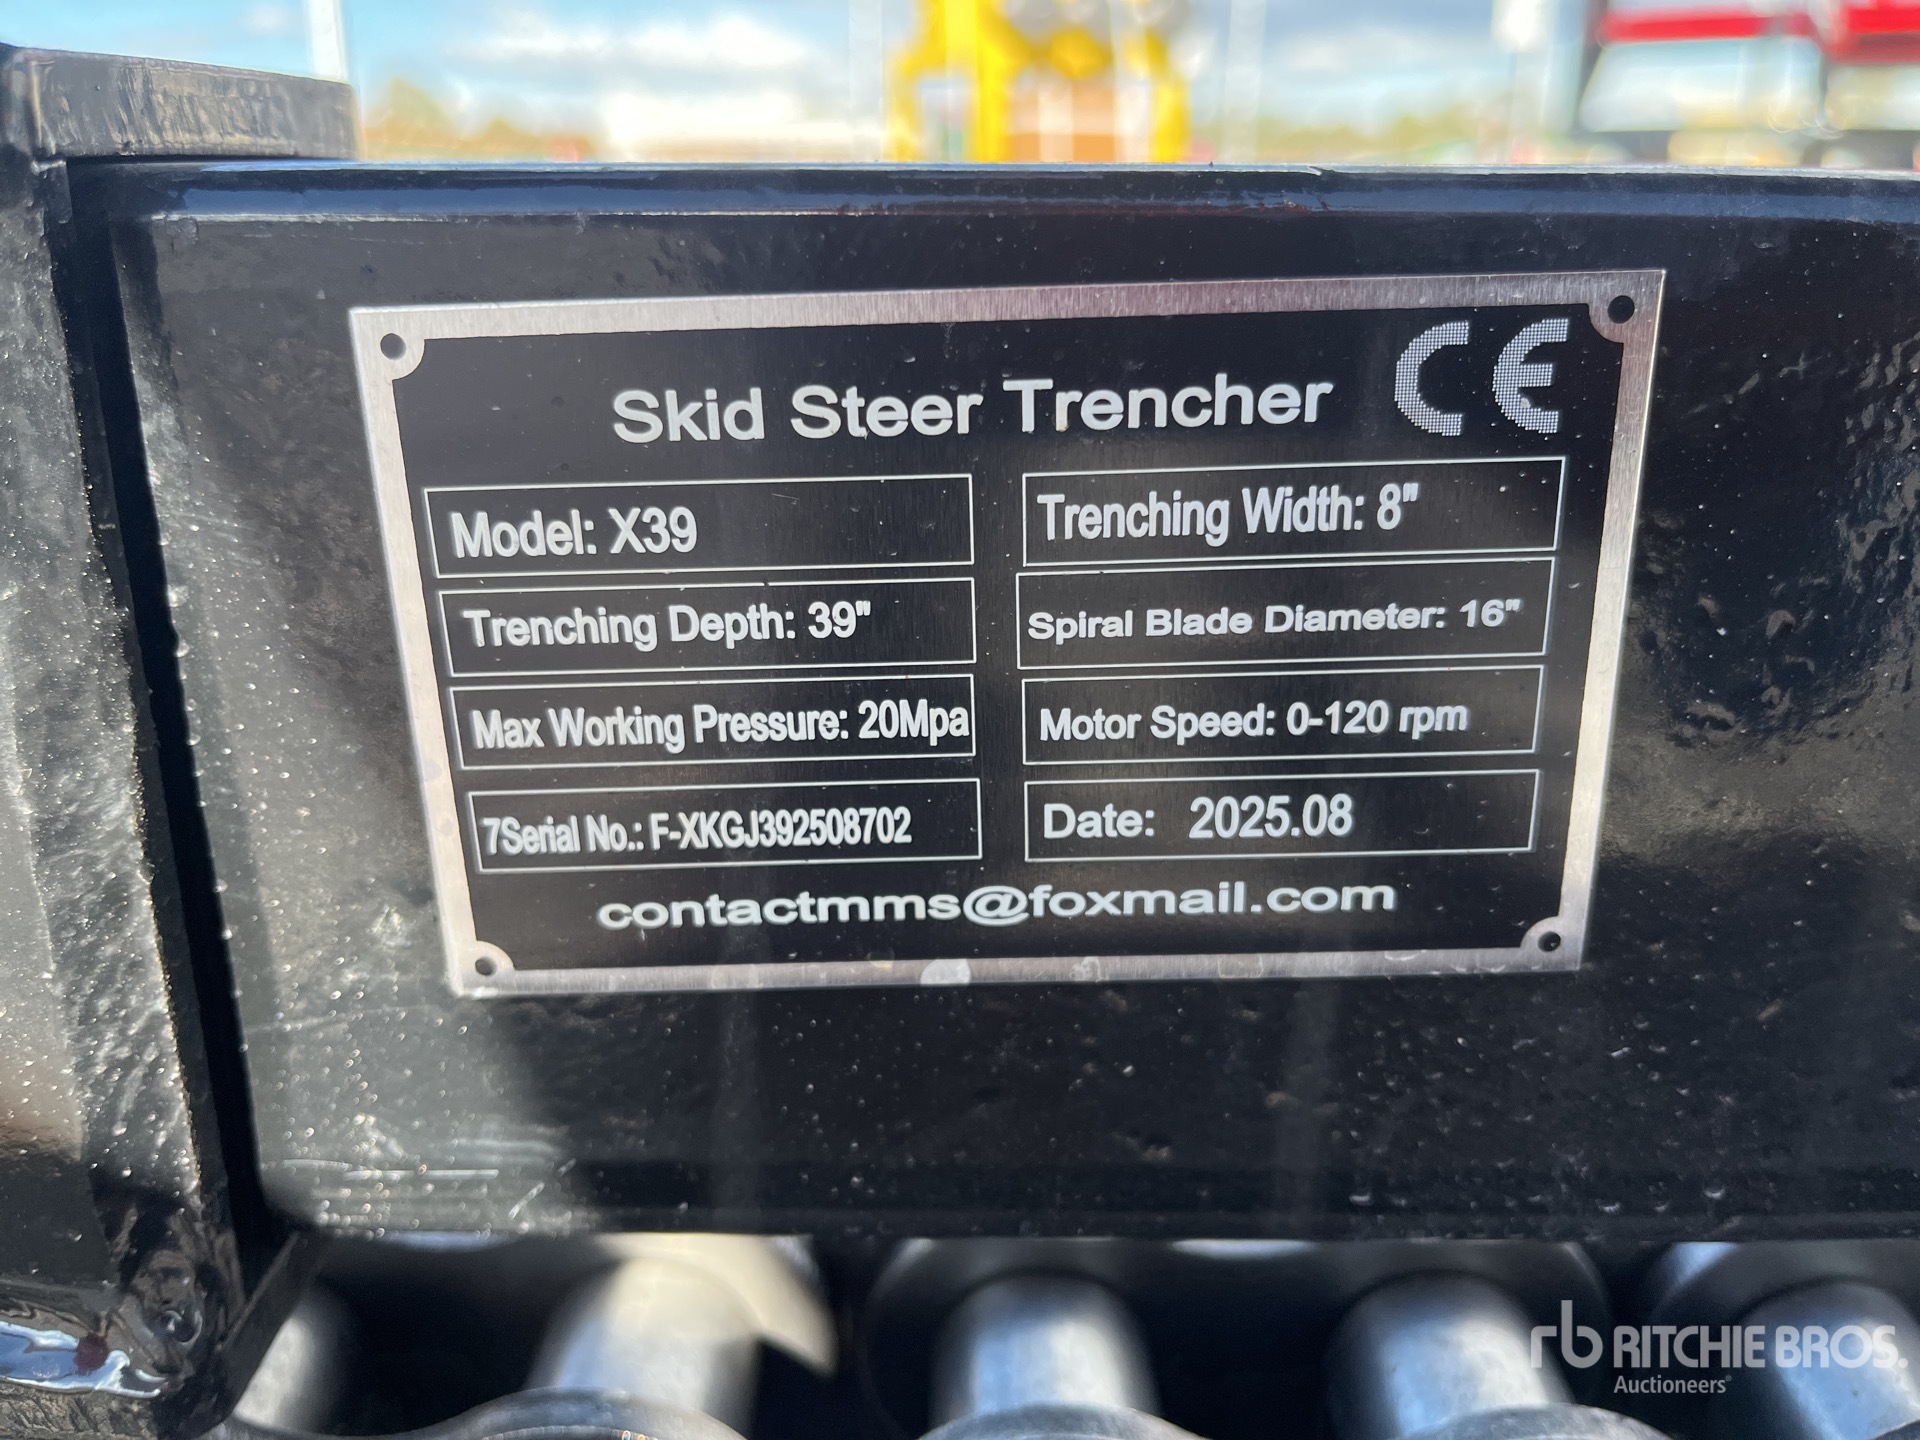 Skid Steer Trencher CE
Model: X39
Trenching Width: 8"
Trenching Depth: 39"
Spiral Blade Diameter: 16"
Max Working Pressure: 20Mpa
Motor Speed: 0-120 rpm
7Serial No.: F-XKGJ392508702
Date: 2025.08
contactmms@foxmail.com
rb RITCHIE BROS.
Auctioneers®